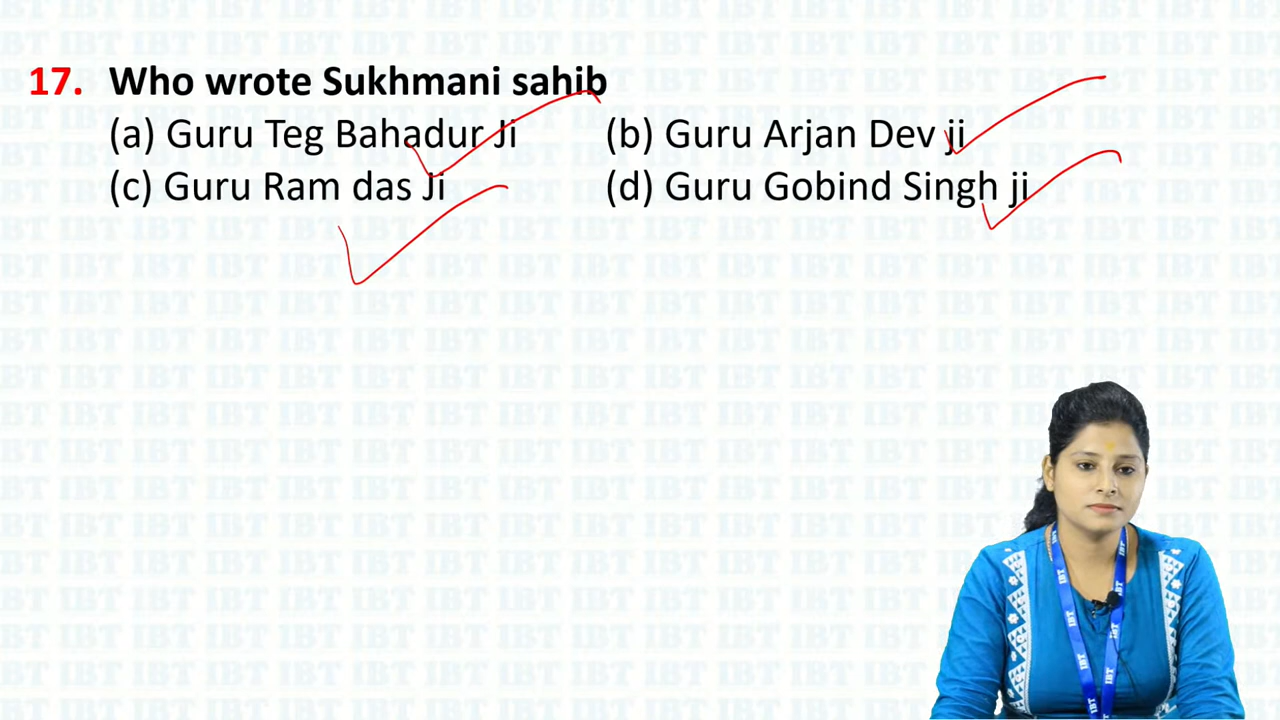 17. Who wrote Sukhmani sahib
(a) Guru Teg Bahadur Ji (b) Guru Arjan Dev ji
(c) Guru Ram das Ji (d) Guru Gobind Singh ji
IBT